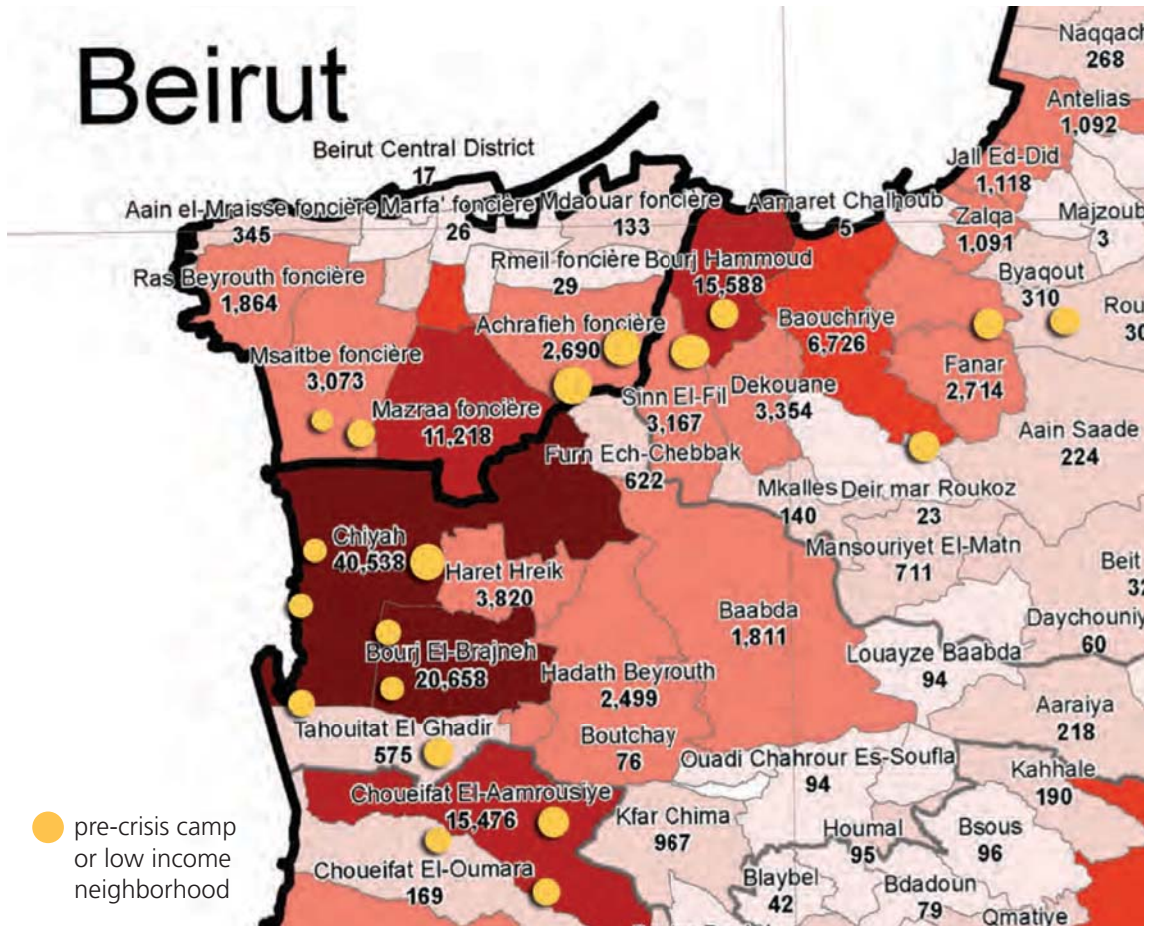 Beirut
Naqqach
268
Antelias
1,092
Beirut Central District
17
Jall Ed-Did
1,118
Aain el-Mraisse foncière
345
Marfa' foncière
26
Mdaouar foncière
133
Aamaret Chalhoub
5
Zalqa
1,091
Majzoub
3
Ras Beyrouth foncière
1,864
Rmeil foncière
29
Bourj Hammoud
15,588
Byaqout
310
Rou
30
Achrafieh foncière
2,690
Baouchriye
6,726
Msaitbe foncière
3,073
Fanar
2,714
Mazraa foncière
11,218
Sinn El-Fil
3,167
Dekouane
3,354
Aain Saade
224
Furn Ech-Chebbak
622
Mkalles
140
Deir mar Roukoz
23
Chiyah
40,538
Mansouriyet El-Matn
711
Beit
32
Haret Hreik
3,820
Baabda
1,811
Daychouniy
60
Bourj El-Brajneh
20,658
Hadath Beyrouth
2,499
Louayze Baabda
94
Aaraiya
218
Tahouitat El Ghadir
575
Boutchay
76
Ouadi Chahrour Es-Soufla
94
Kahhale
190
Choueifat El-Aamrousiye
15,476
Kfar Chima
967
Houmal
95
Bsous
96
pre-crisis camp
or low income
neighborhood
Choueifat El-Oumara
169
Blaybel
42
Bdadoun
79
Qmative